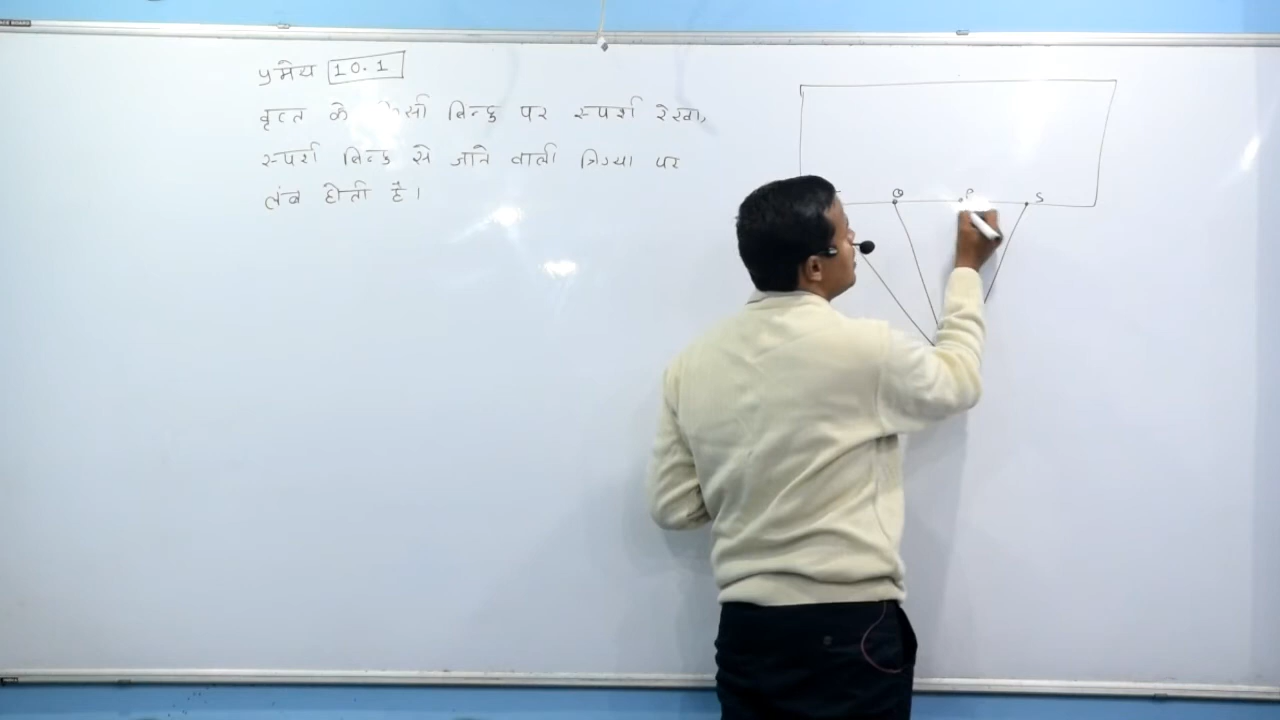 प्रमेय 10.1
वृत्त के किसी बिन्दु पर स्पर्श रेखा,
स्पर्श बिन्दु से जाने वाली त्रिज्या पर
लंब होती है।
Q P S